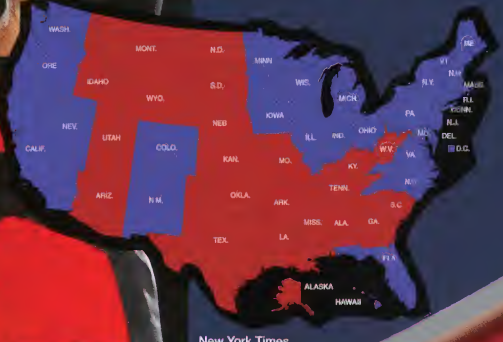 WASH.
MONT.
N.D.
MINN
ME
ORE
IDAHO
S.D.
WIS.
MICH.
VT
N.H
N.Y.
MASS.
WYO.
R.I.
CONN.
NEV.
UTAH
NEB
IOWA
PA
N.J.
CALIF.
COLO.
ILL
IND.
OHIO
MD.
DEL.
D.C.
KAN.
MO.
W.V.
VA.
KY.
ARIZ.
N M.
OKLA.
ARK.
TENN.
S.C.
TEX.
LA.
MISS.
ALA.
GA.
FLA
ALASKA
HAWAII
New York Times